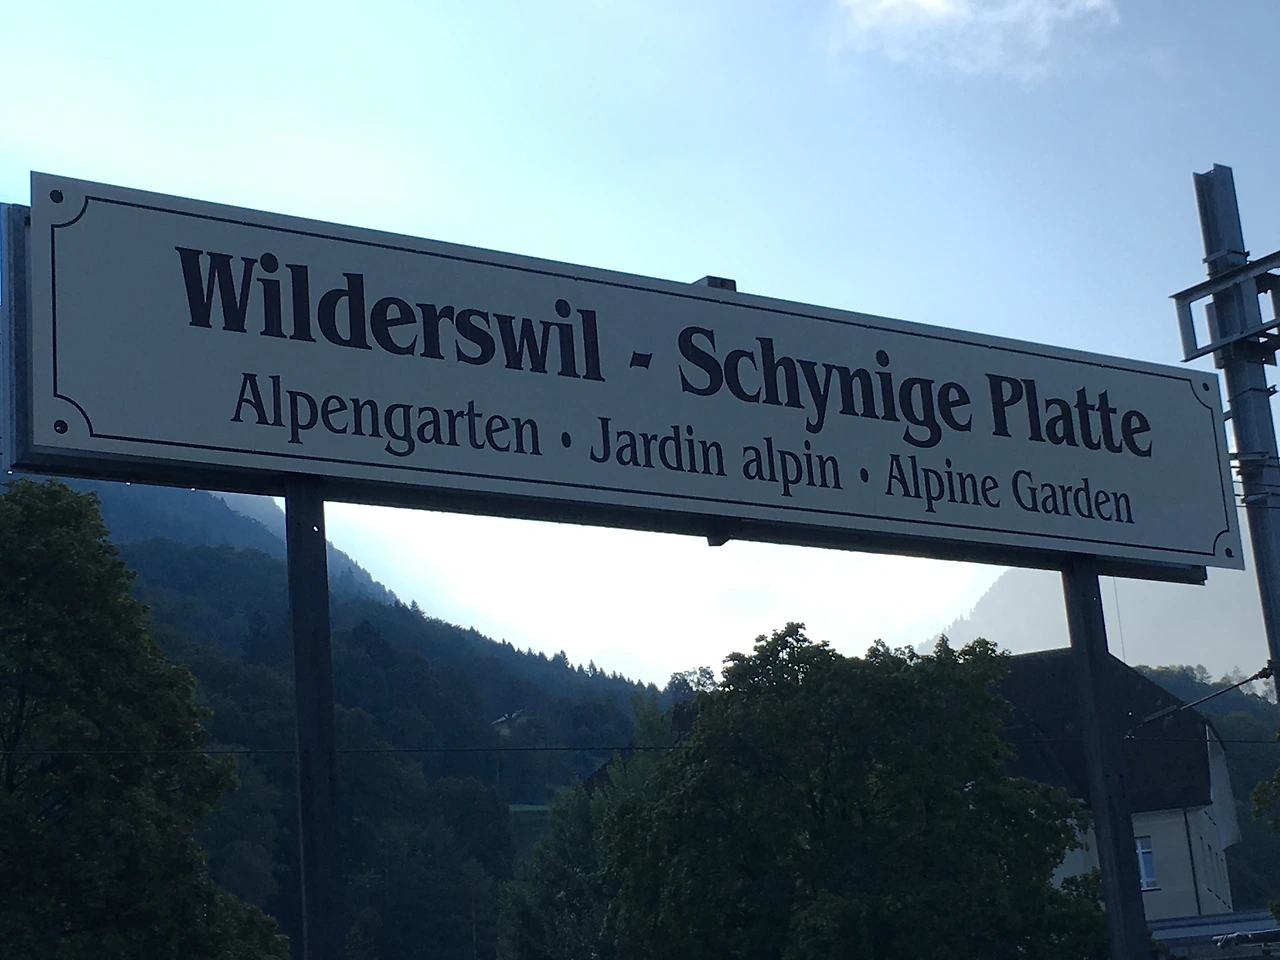 Wilderswil - Schynige Platte
Alpengarten • Jardin alpin • Alpine Garden